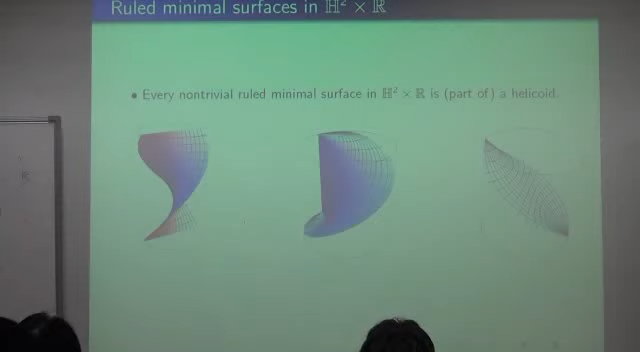 Ruled minimal surfaces in ℍ² × ℝ
• Every nontrivial ruled minimal surface in ℍ² × ℝ is (part of) a helicoid.